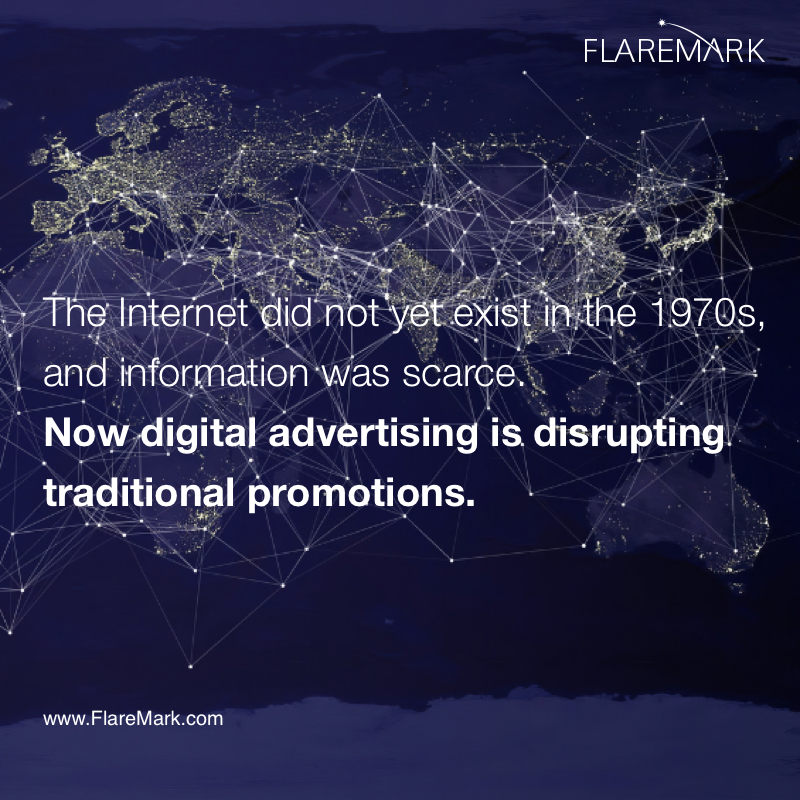 FLAREMARK
The Internet did not yet exist in the 1970s,
and information was scarce.
Now digital advertising is disrupting
traditional promotions.
www.FlareMark.com